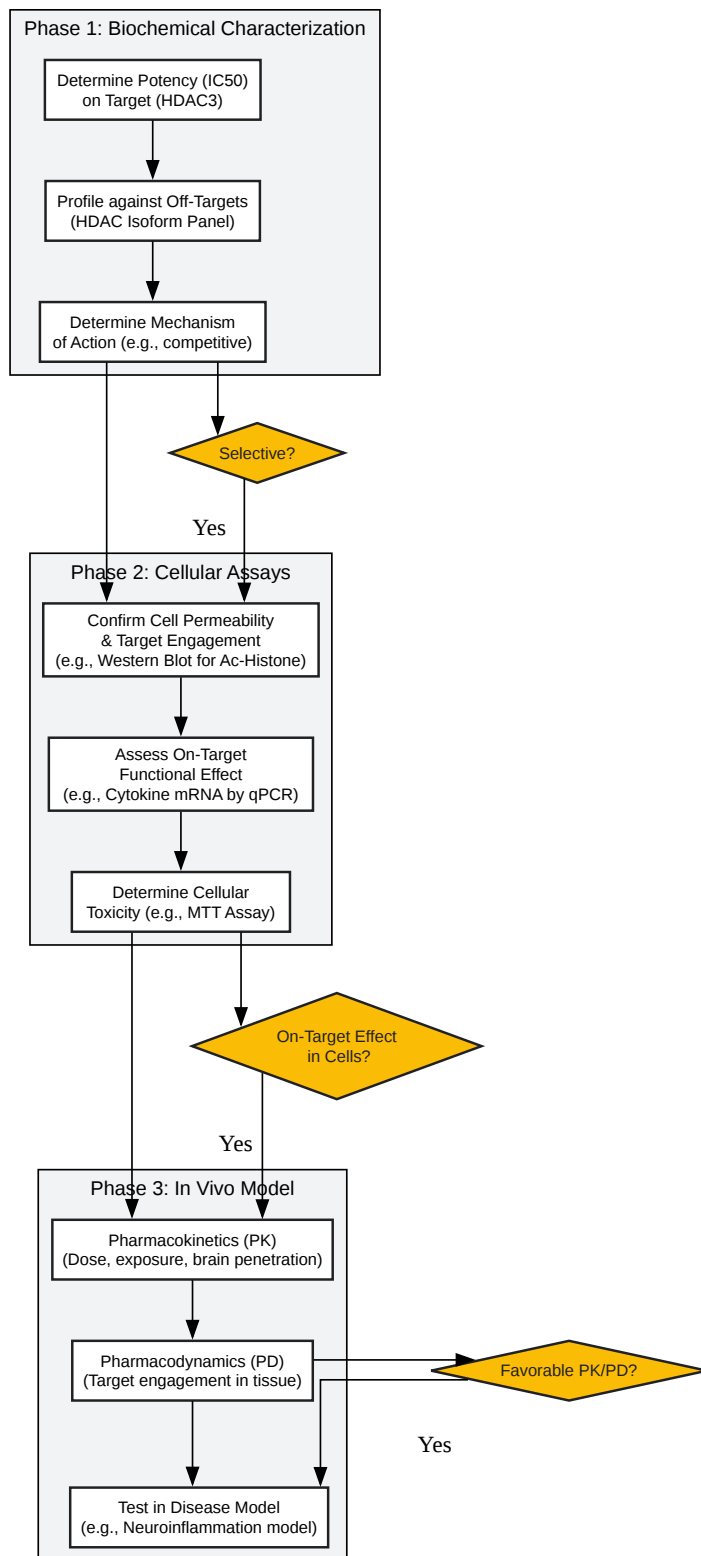 Phase 1: Biochemical Characterization
Determine Potency (IC50)
on Target (HDAC3)
Profile against Off-Targets
(HDAC Isoform Panel)
Determine Mechanism
of Action (e.g., competitive)
Selective?
Yes
Phase 2: Cellular Assays
Confirm Cell Permeability
& Target Engagement
(e.g., Western Blot for Ac-Histone)
Assess On-Target
Functional Effect
(e.g., Cytokine mRNA by qPCR)
Determine Cellular
Toxicity (e.g., MTT Assay)
On-Target Effect
in Cells?
Yes
Phase 3: In Vivo Model
Pharmacokinetics (PK)
(Dose, exposure, brain penetration)
Pharmacodynamics (PD)
(Target engagement in tissue)
Favorable PK/PD?
Yes
Test in Disease Model
(e.g., Neuroinflammation model)